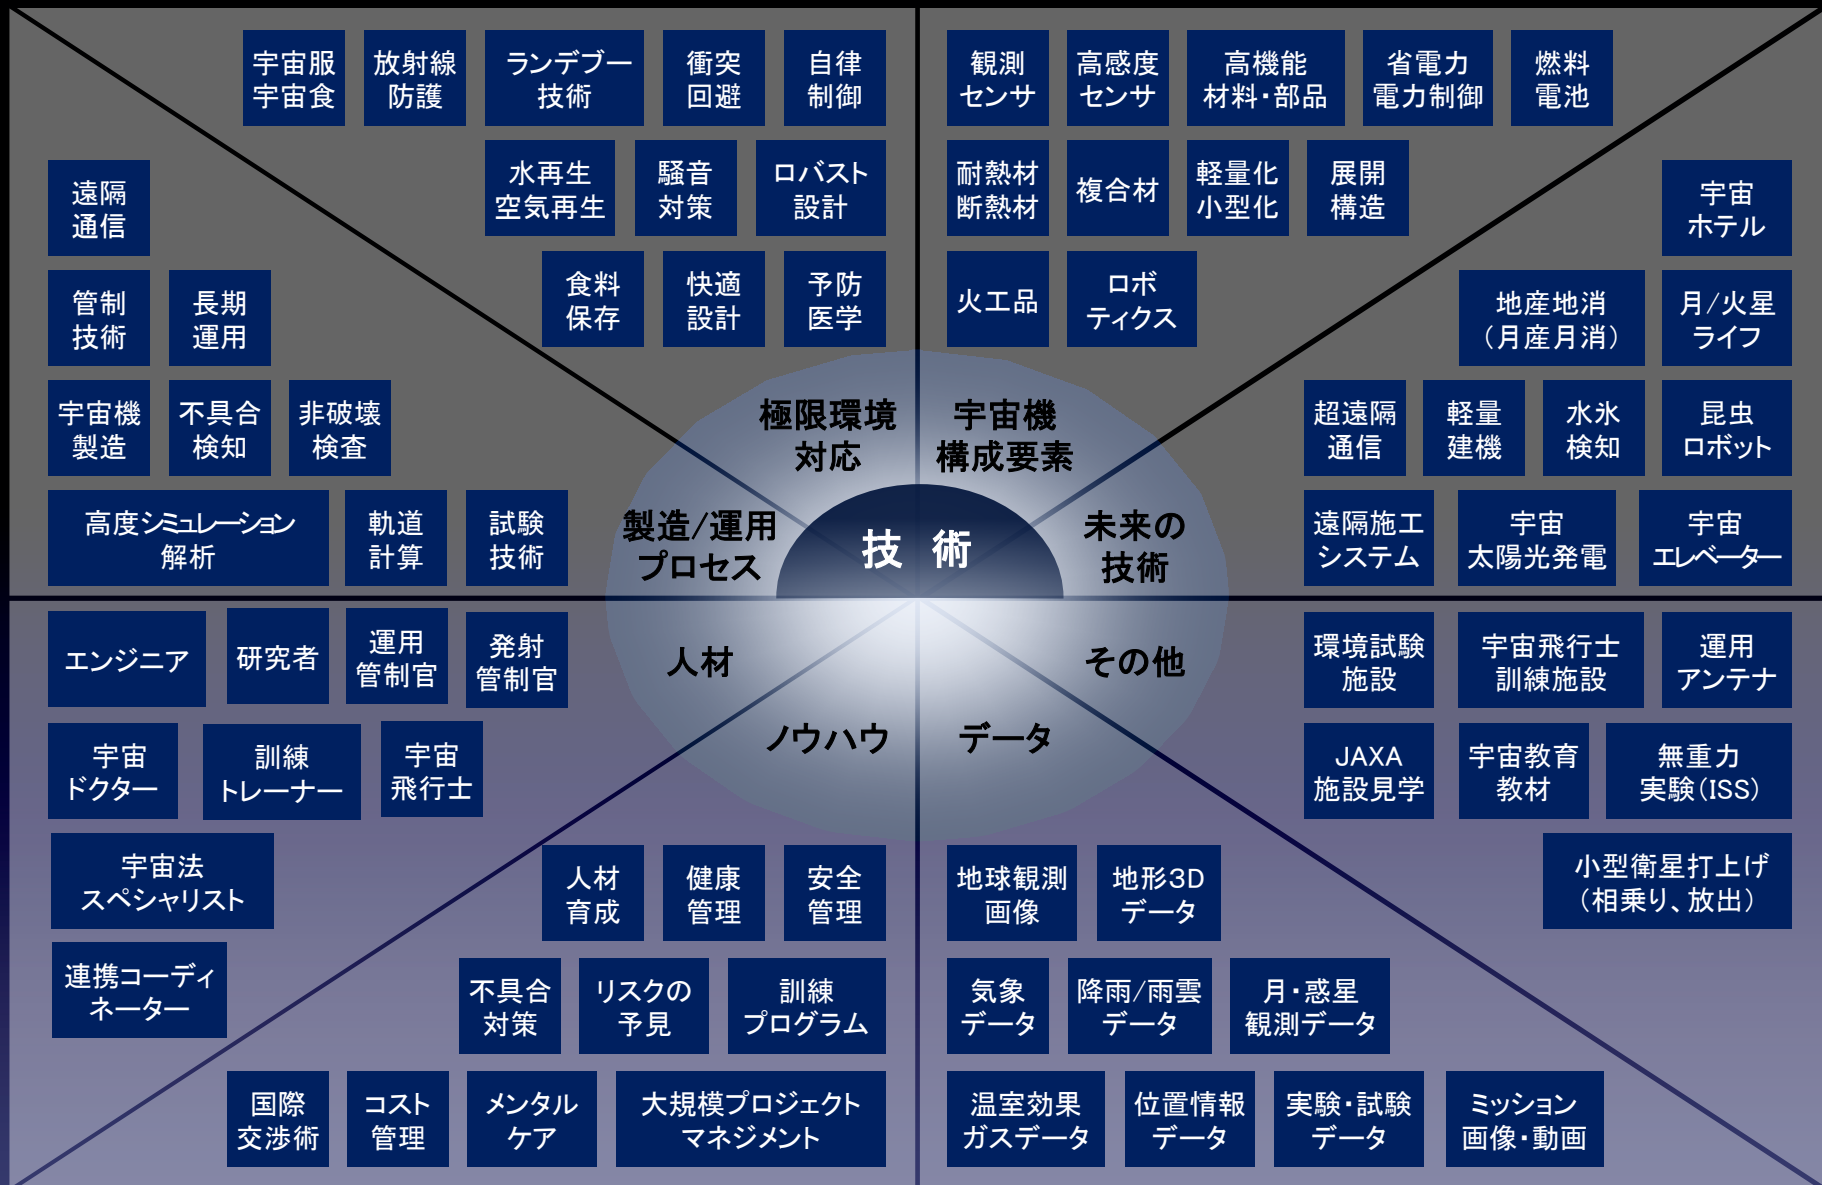 宇宙服
宇宙食
放射線
防護
ランデブー
技術
衝突
回避
自律
制御
水再生
空気再生
騒音
対策
ロバスト
設計
食料
保存
快適
設計
予防
医学
観測
センサ
高感度
センサ
高機能
材料・部品
省電力
電力制御
燃料
電池
耐熱材
断熱材
複合材
軽量化
小型化
展開
構造
火工品
ロボ
ティクス
遠隔
通信
管制
技術
長期
運用
宇宙機
製造
不具合
検知
非破壊
検査
高度シミュレーション
解析
軌道
計算
試験
技術
宇宙
ホテル
地産地消
（月産月消）
月/火星
ライフ
超遠隔
通信
軽量
建機
水氷
検知
昆虫
ロボット
遠隔施工
システム
宇宙
太陽光発電
宇宙
エレベーター
極限環境
対応
宇宙機
構成要素
製造/運用
プロセス
技　術
未来の
技術
人材
その他
ノウハウ
データ
エンジニア
研究者
運用
管制官
発射
管制官
宇宙
ドクター
訓練
トレーナー
宇宙
飛行士
宇宙法
スペシャリスト
連携コーディ
ネーター
人材
育成
健康
管理
安全
管理
不具合
対策
リスクの
予見
訓練
プログラム
国際
交渉術
コスト
管理
メンタル
ケア
大規模プロジェクト
マネジメント
地球観測
画像
地形3D
データ
気象
データ
降雨/雨雲
データ
月・惑星
観測データ
温室効果
ガスデータ
位置情報
データ
実験・試験
データ
ミッション
画像・動画
環境試験
施設
宇宙飛行士
訓練施設
運用
アンテナ
JAXA
施設見学
宇宙教育
教材
無重力
実験（ISS）
小型衛星打上げ
（相乗り、放出）